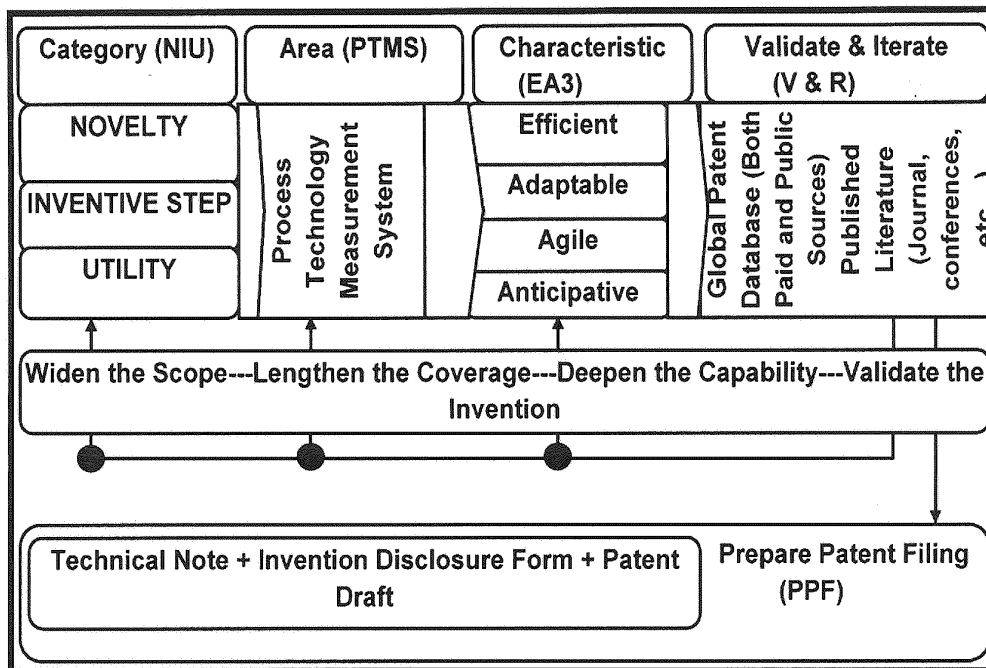 Category (NIU)
Area (PTMS)
Characteristic
(EA3)
Validate & Iterate
(V & R)
NOVELTY
INVENTIVE STEP
UTILITY
Process
Technology
Measurement
System
Efficient
Adaptable
Agile
Anticipative
Global Patent
Database (Both
Paid and Public
Sources)
Published
Literature
(Journal,
conferences,
etc.,)
Widen the Scope---Lengthen the Coverage---Deepen the Capability---Validate the
Invention
Technical Note + Invention Disclosure Form + Patent
Draft
Prepare Patent Filing
(PPF)